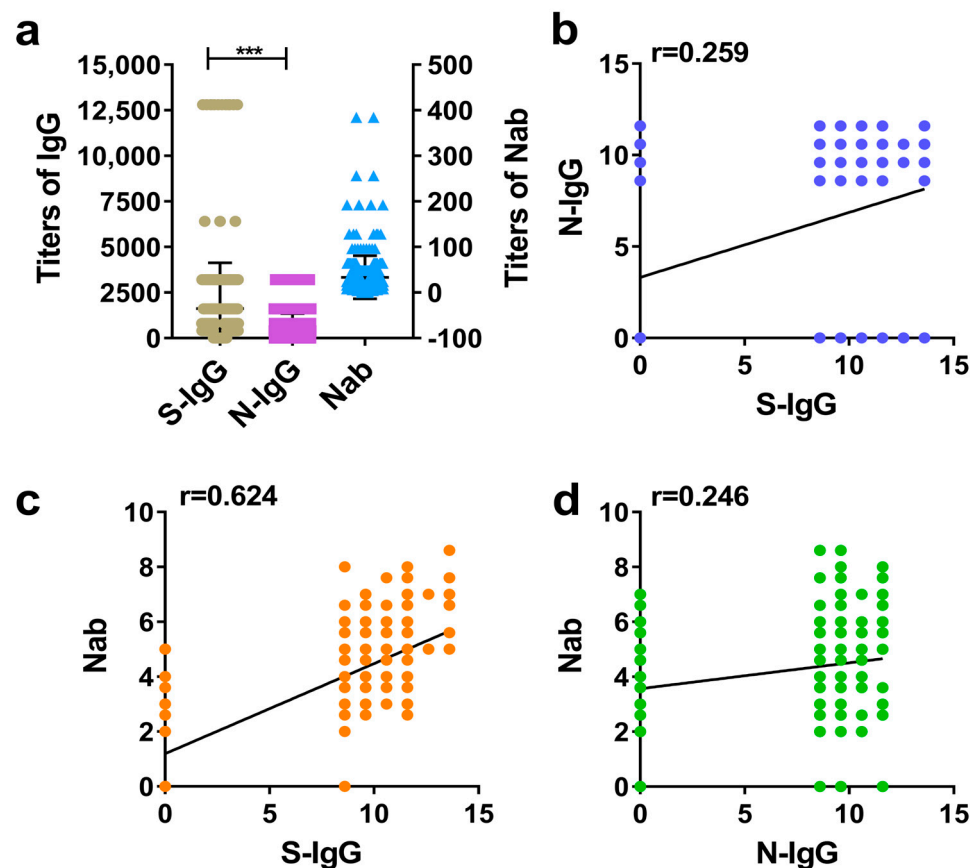 a
***
15,000
12,500
10,000
7500
5000
2500
0
Titers of IgG
500
400
300
200
100
0
-100
Titers of Nab
S-IgG
N-IgG
Nab
b
r=0.259
15
10
5
0
N-IgG
0
5
10
15
S-IgG
c
r=0.624
10
8
6
4
2
0
Nab
0
5
10
15
S-IgG
d
r=0.246
10
8
6
4
2
0
Nab
0
5
10
15
N-IgG